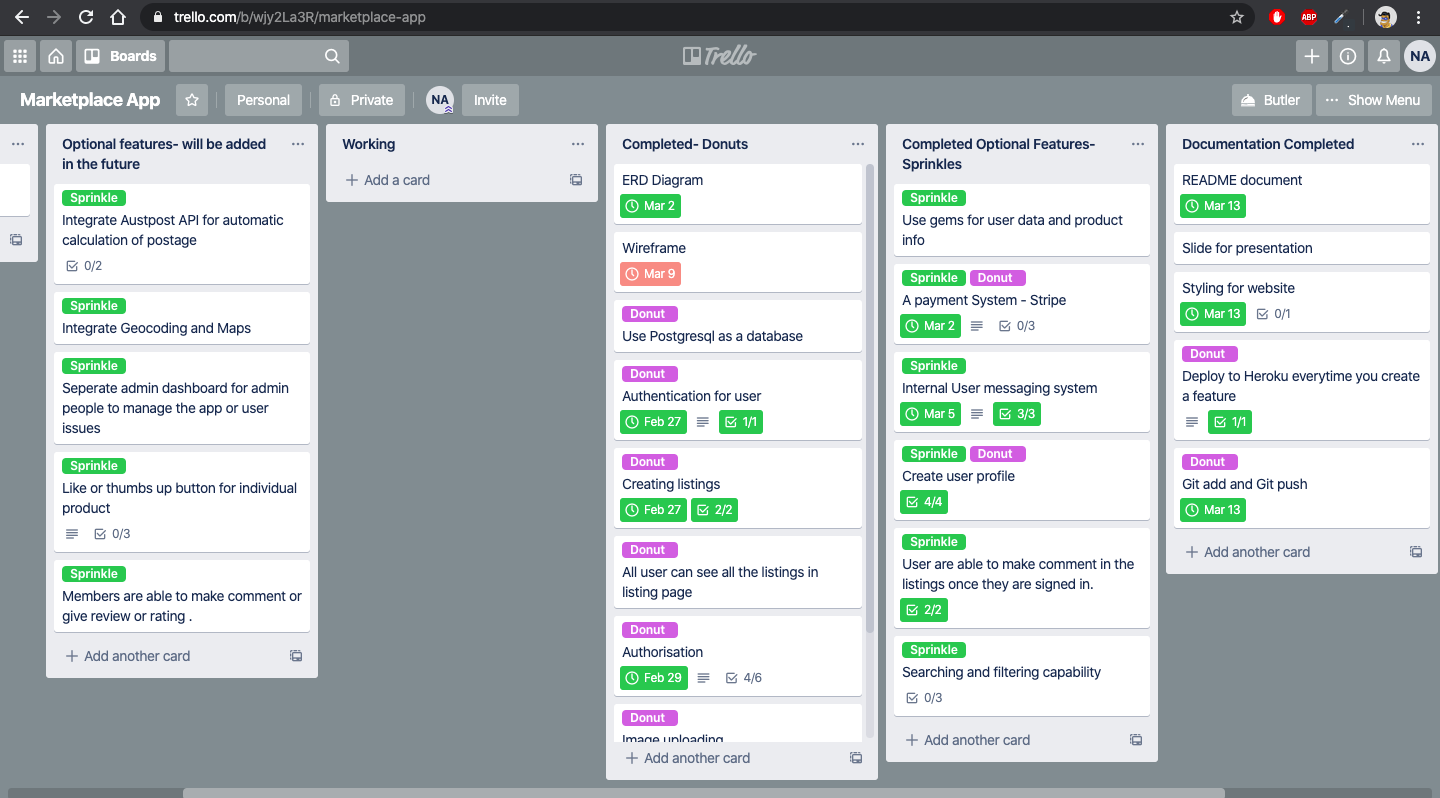 trello.com/b/wjy2La3R/marketplace-app
ABP
Boards
Trello
NA
Marketplace App
Personal
Private
NA
Invite
Butler
Show Menu
Optional features- will be added
in the future
Sprinkle
Integrate Austpost API for automatic
calculation of postage
0/2
Sprinkle
Integrate Geocoding and Maps
Sprinkle
Seperate admin dashboard for admin
people to manage the app or user
issues
Sprinkle
Like or thumbs up button for individual
product
0/3
Sprinkle
Members are able to make comment or
give review or rating .
Add another card
Working
Add a card
Completed- Donuts
ERD Diagram
Mar 2
Wireframe
Mar 9
Donut
Use Postgresql as a database
Donut
Authentication for user
Feb 27 1/1
Donut
Creating listings
Feb 27 2/2
Donut
All user can see all the listings in
listing page
Donut
Authorisation
Feb 29 4/6
Donut
Image uploading
Add another card
Completed Optional Features-
Sprinkles
Sprinkle
Use gems for user data and product
info
Sprinkle Donut
A payment System - Stripe
Mar 2 0/3
Sprinkle
Internal User messaging system
Mar 5 3/3
Sprinkle Donut
Create user profile
4/4
Sprinkle
User are able to make comment in the
listings once they are signed in.
2/2
Sprinkle
Searching and filtering capability
0/3
Add another card
Documentation Completed
README document
Mar 13
Slide for presentation
Styling for website
Mar 13 0/1
Donut
Deploy to Heroku everytime you create
a feature
1/1
Donut
Git add and Git push
Mar 13
Add another card